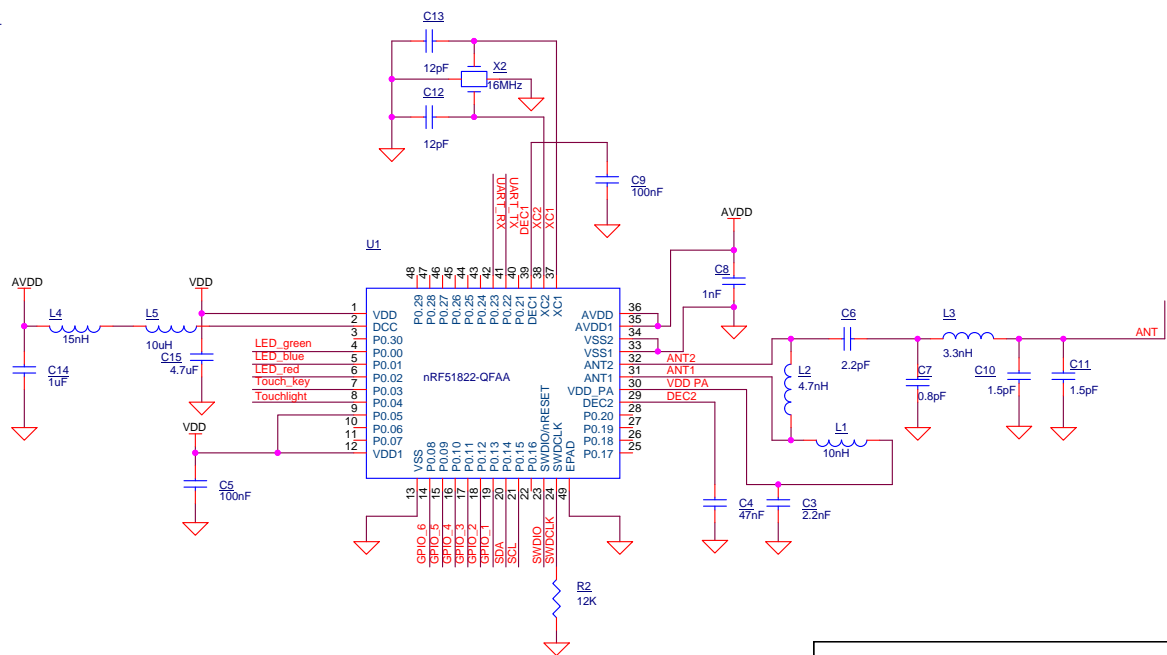 C13
12pF
X2
16MHz
C12
12pF
C9
100nF
UART_RX
UART_TX
DEC1
XC2
XC1
U1
48
47
46
45
44
43
42
41
40
39
38
37
P0.29
P0.28
P0.27
P0.26
P0.25
P0.24
P0.23
P0.22
P0.21
DEC1
XC2
XC1
AVDD
C8
1nF
AVDD
L4
15nH
L5
10uH
VDD
C14
1uF
C15
4.7uF
1 VDD
2 DCC
3 P0.30
LED_green 4 P0.00
LED_blue 5 P0.01
LED_red 6 P0.02
Touch_key 7 P0.03
Touchlight 8 P0.04
9 P0.05
10 P0.06
11 P0.07
12 VDD1
nRF51822-QFAA
AVDD 36
AVDD1 35
VSS2 34
VSS1 33
ANT2 32 ANT2
ANT1 31 ANT1
VDD_PA 30 VDD PA
DEC2 29 DEC2
P0.20 28
P0.19 27
P0.18 26
P0.17 25
C6
2.2pF
L3
3.3nH
ANT
L2
4.7nH
C7
0.8pF
C10
1.5pF
C11
1.5pF
L1
10nH
VDD
C5
100nF
VSS
P0.08
P0.09
P0.10
P0.11
P0.12
P0.13
P0.14
P0.15
P0.16
SWDIO/nRESET
SWDCLK
EPAD
13
14
15
16
17
18
19
20
21
22
23
24
49
GPIO_6
GPIO_5
GPIO_4
GPIO_3
GPIO_2
GPIO_1
SDA
SCL
SWDIO
SWDCLK
C4
47nF
C3
2.2nF
R2
12K